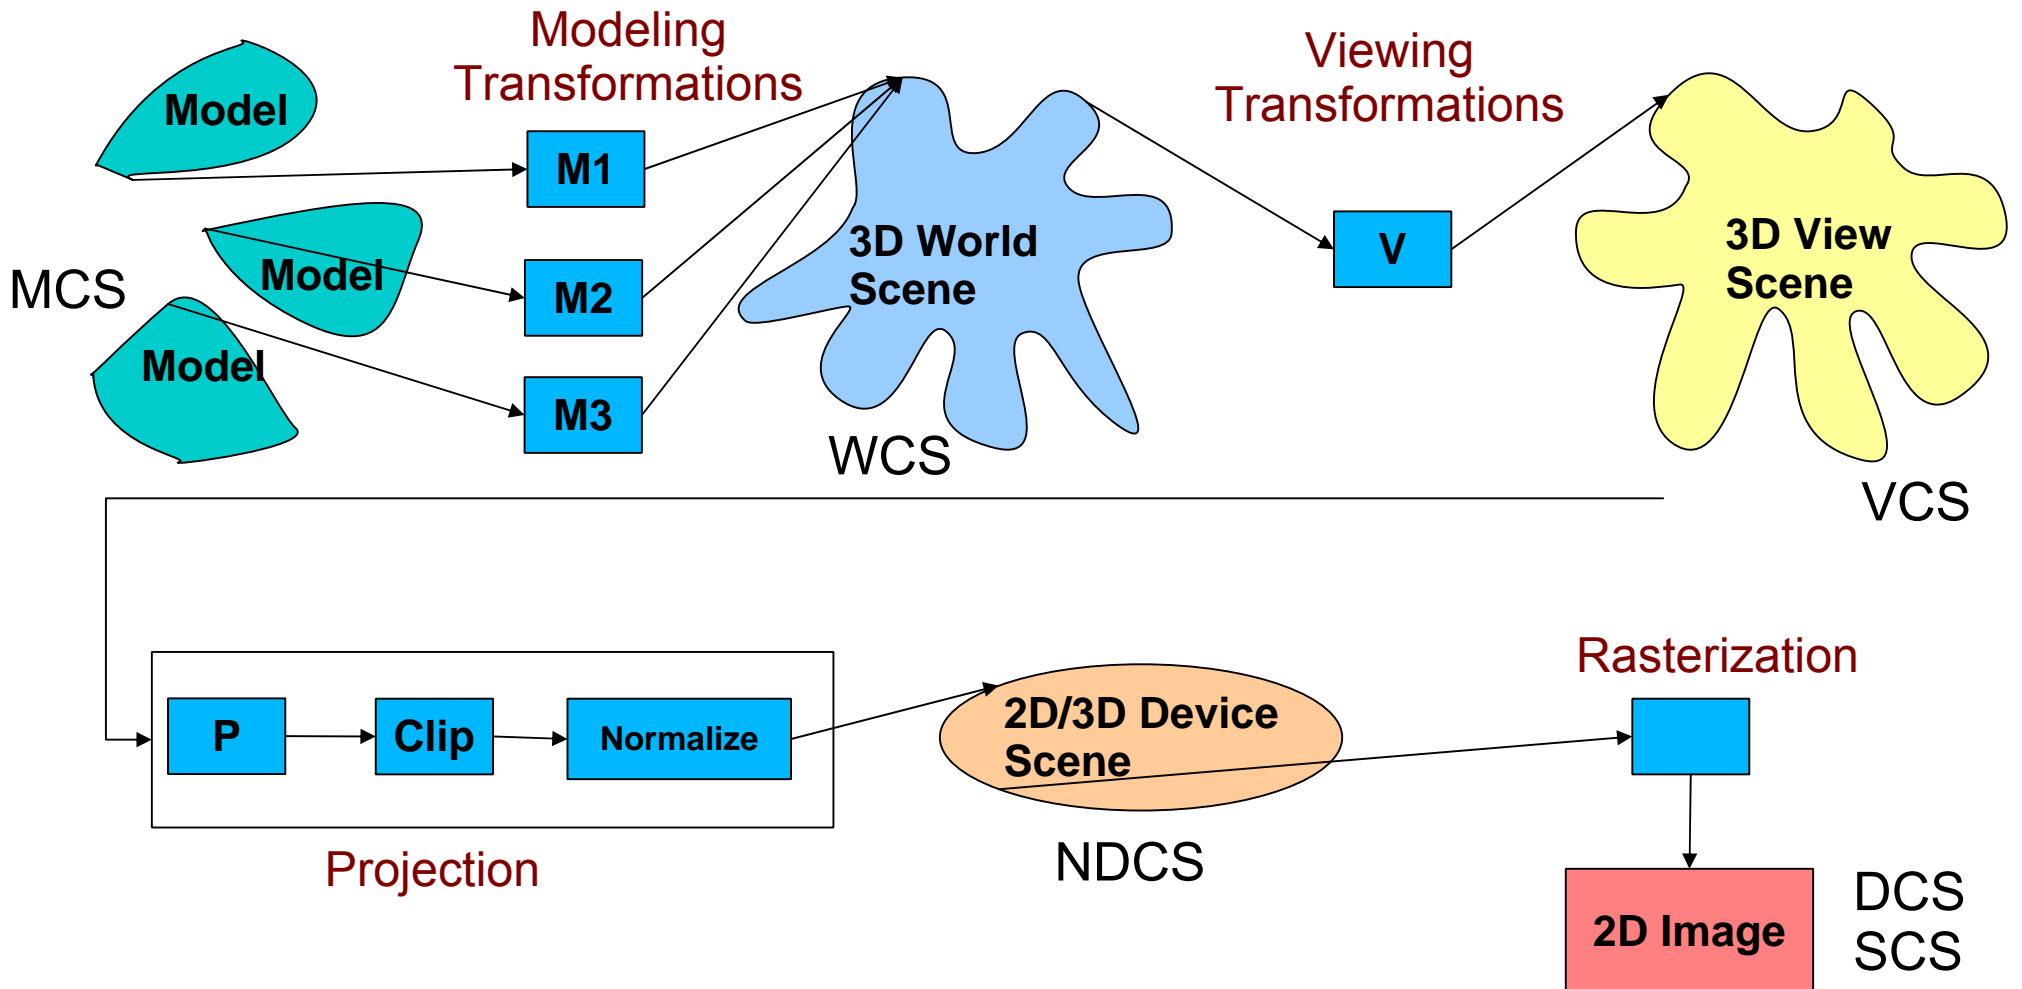 Modeling
Transformations
Viewing
Transformations
Model
M1
Model
M2
Model
M3
MCS
3D World
Scene
WCS
V
3D View
Scene
VCS
P
Clip
Normalize
Projection
2D/3D Device
Scene
NDCS
Rasterization
2D Image
DCS
SCS